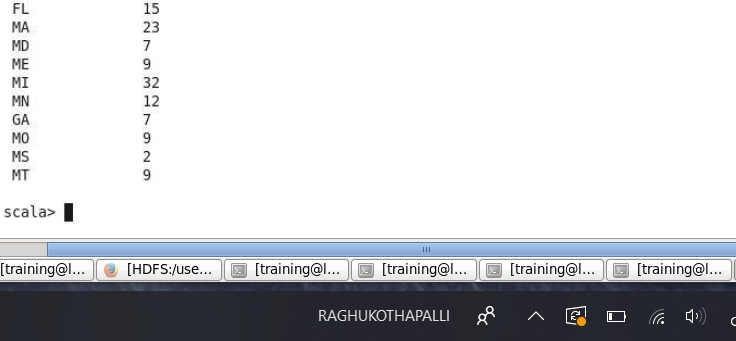 FL 15
MA 23
MD 7
ME 9
MI 32
MN 12
GA 7
MO 9
MS 2
MT 9
scala>
[training@l... [HDFS:/use... [training@l... [training@l... [training@l... [training@l...
RAGHUKOTHAPALLI